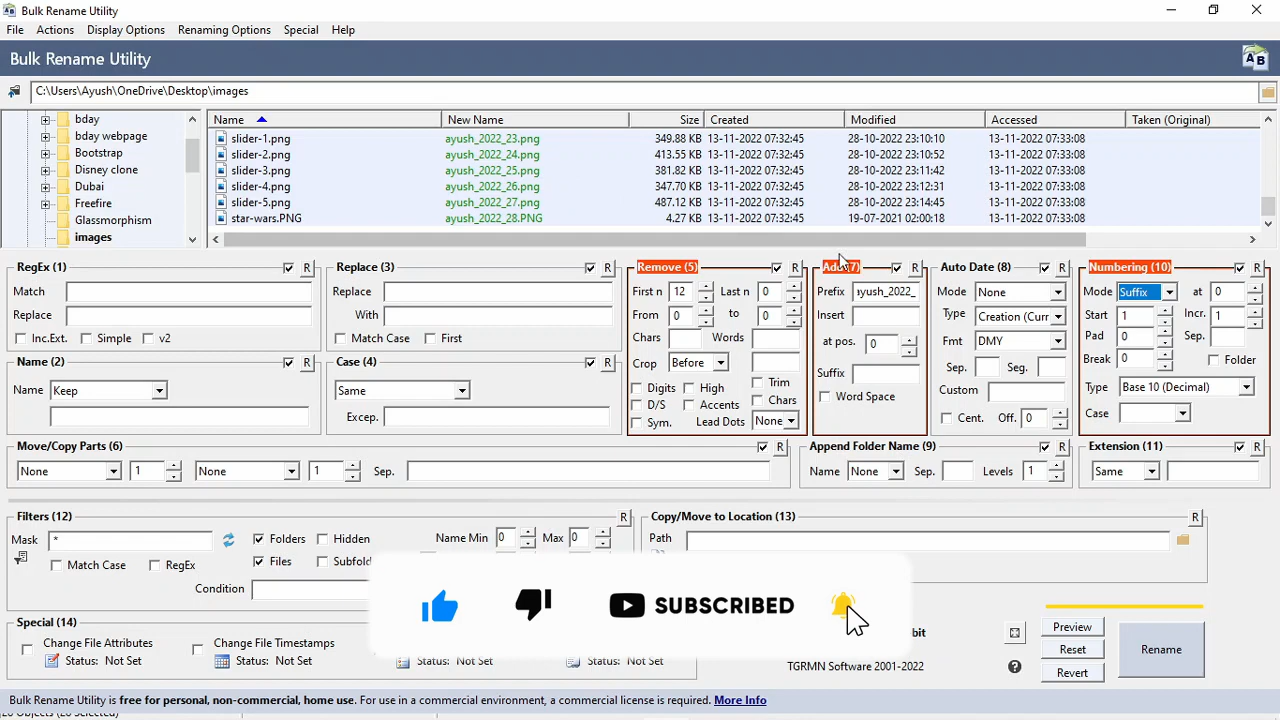 Bulk Rename Utility
File Actions Display Options Renaming Options Special Help
Bulk Rename Utility
C:\Users\Ayush\OneDrive\Desktop\images
bday
bday webpage
Bootstrap
Disney clone
Dubai
Freefire
Glassmorphism
images
Name New Name Size Created Modified Accessed Taken (Original)
slider-1.png ayush_2022_23.png 349.88 KB 13-11-2022 07:32:45 28-10-2022 23:10:10 13-11-2022 07:33:08
slider-2.png ayush_2022_24.png 413.55 KB 13-11-2022 07:32:45 28-10-2022 23:10:52 13-11-2022 07:33:08
slider-3.png ayush_2022_25.png 381.82 KB 13-11-2022 07:32:45 28-10-2022 23:11:42 13-11-2022 07:33:08
slider-4.png ayush_2022_26.png 347.70 KB 13-11-2022 07:32:45 28-10-2022 23:12:31 13-11-2022 07:33:08
slider-5.png ayush_2022_27.png 487.12 KB 13-11-2022 07:32:45 28-10-2022 23:14:45 13-11-2022 07:33:08
star-wars.PNG ayush_2022_28.PNG 4.27 KB 13-11-2022 07:32:45 19-07-2021 02:00:18 13-11-2022 07:33:08
RegEx (1) R
Match
Replace
Inc.Ext. Simple v2
Replace (3) R
Replace
With
Match Case First
Name (2) R
Name Keep
Case (4) R
Same
Excep.
Remove (5) R
First n 12 Last n 0
From 0 to 0
Chars Words
Crop Before
Digits High Trim
D/S Accents Chars
Sym. Lead Dots None
(7) R
Prefix yush_2022_
Insert
at pos. 0
Suffix
Word Space
Auto Date (8) R
Mode None
Type Creation (Curr
Fmt DMY
Sep. Seg.
Custom
Cent. Off. 0
Numbering (10) R
Mode Suffix at 0
Start 1 Incr. 1
Pad 0 Sep.
Break 0 Folder
Type Base 10 (Decimal)
Case
Move/Copy Parts (6) R
None 1 None 1 Sep.
Append Folder Name (9) R
Name None Sep. Levels 1
Extension (11) R
Same
Filters (12) R
Mask * Folders Hidden Name Min 0 Max 0
Match Case RegEx Files Subfol
Condition
Copy/Move to Location (13) R
Path
SUBSCRIBED
Special (14)
Change File Attributes
Status: Not Set
Change File Timestamps
Status: Not Set
Status: Not Set
Status: Not Set
bit
TGRMN Software 2001-2022
Preview
Reset
Revert
Rename
Bulk Rename Utility is free for personal, non-commercial, home use. For use in a commercial environment, a commercial license is required. More Info